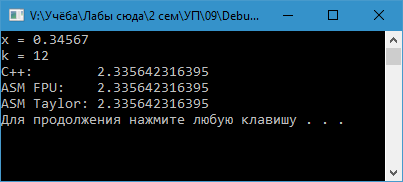 V:\Учёба\Лабы сюда\2 сем\УП\09\Debu...
x = 0.34567
k = 12
C++: 2.335642316395
ASM FPU: 2.335642316395
ASM Taylor: 2.335642316395
Для продолжения нажмите любую клавишу . . .